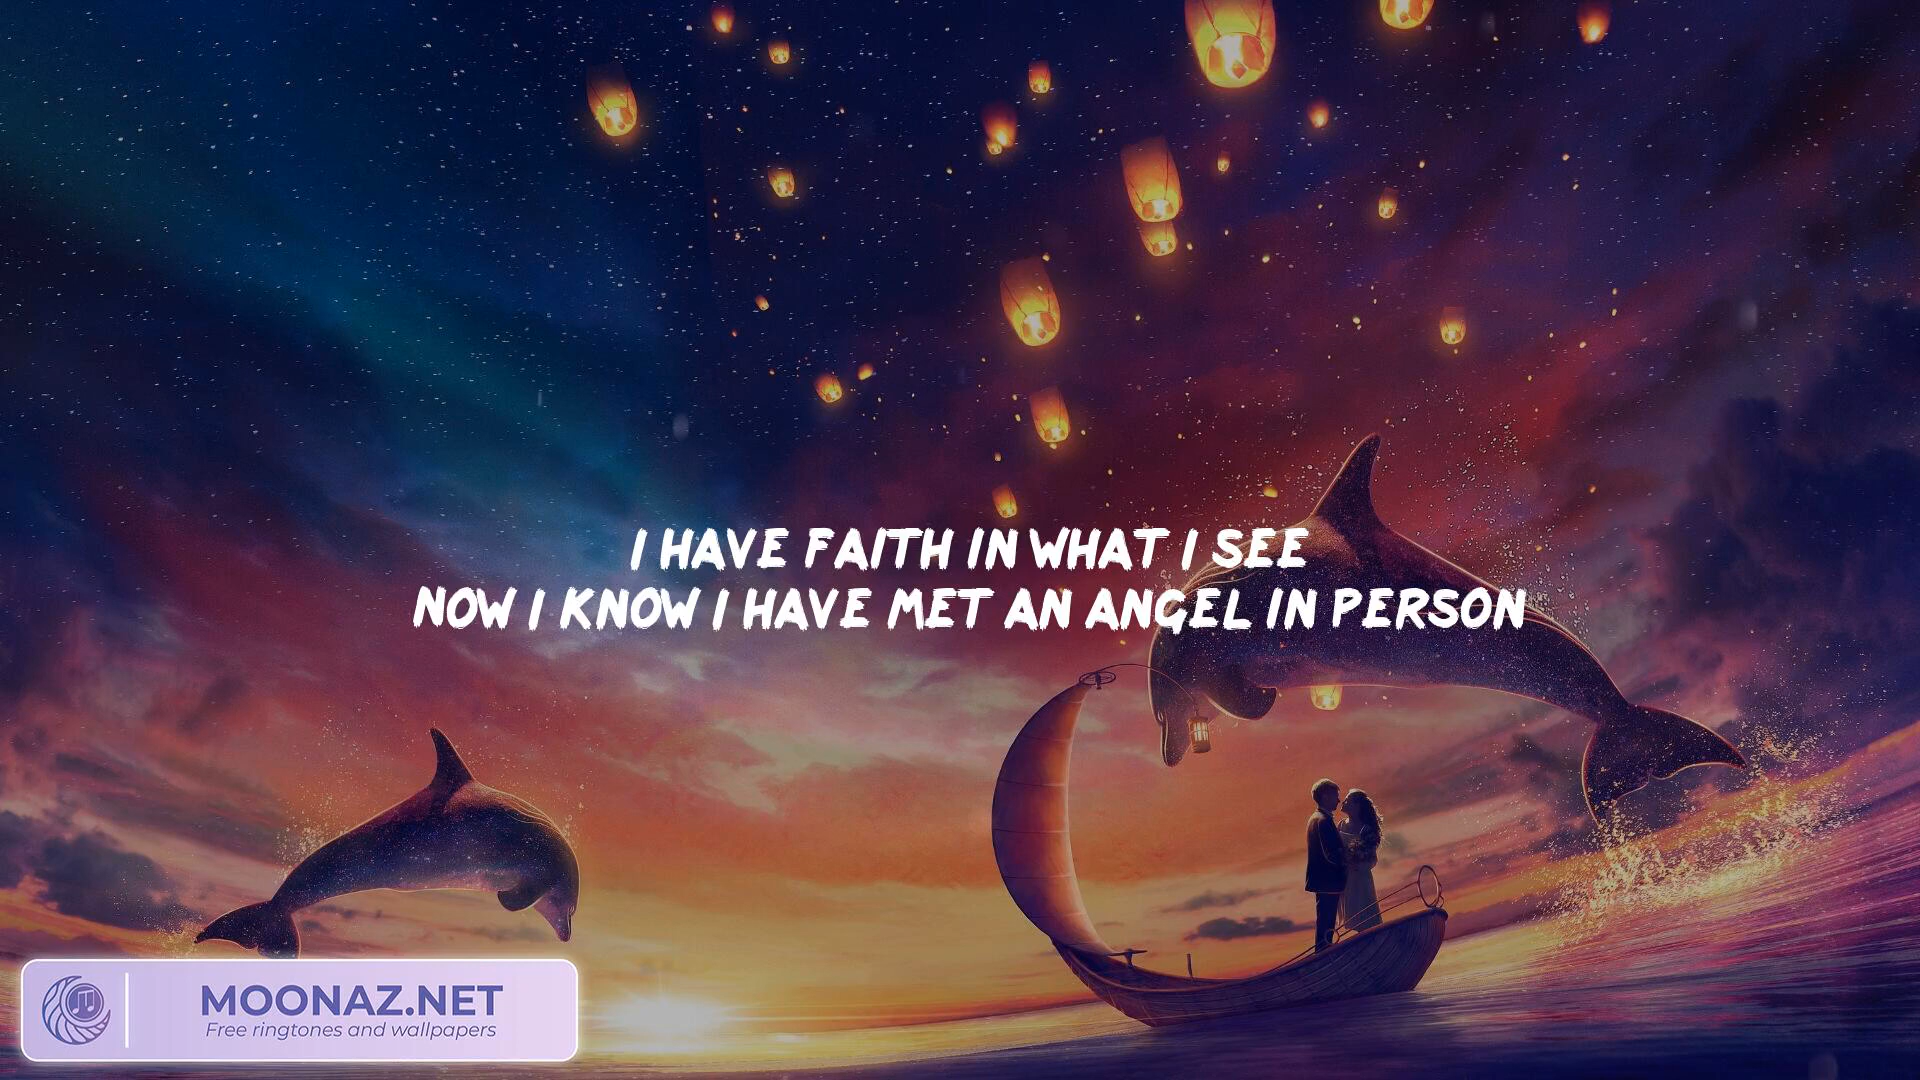 I HAVE FAITH IN WHAT I SEE
NOW I KNOW I HAVE MET AN ANGEL IN PERSON
MOONAZ.NET
Free ringtones and wallpapers